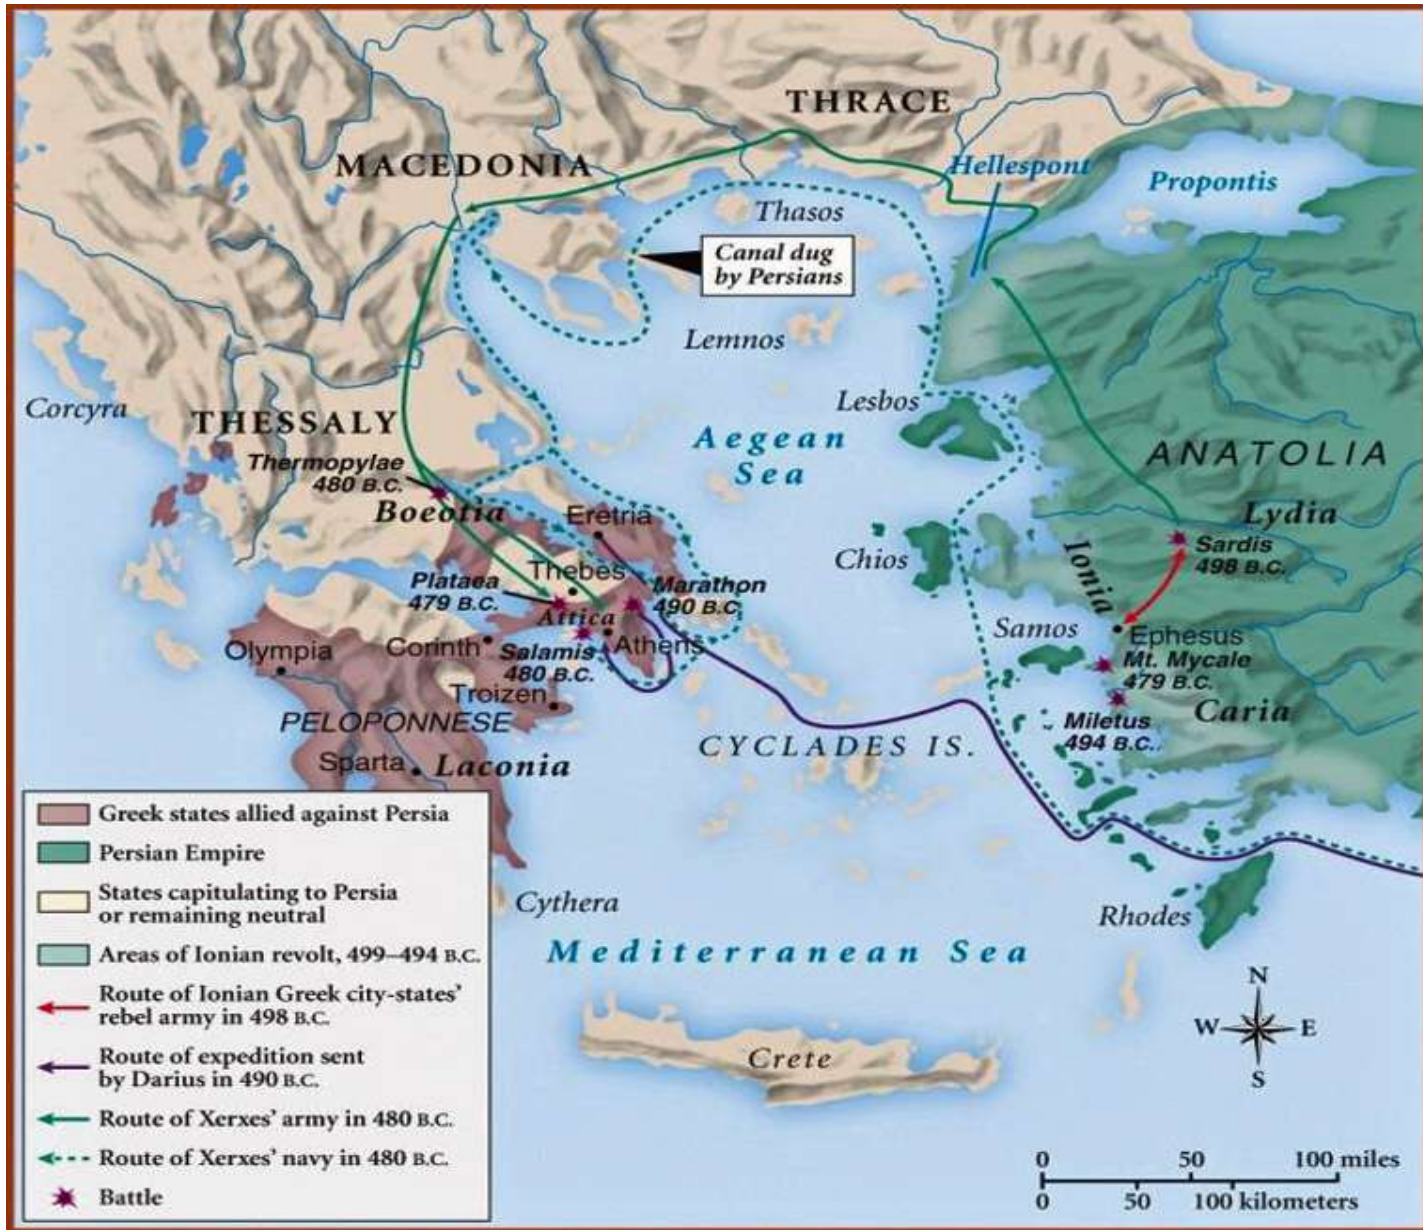 THRACE
MACEDONIA
Hellespont
Propontis
Thasos
Canal dug
by Persians
Lemnos
Corcyra
Lesbos
THESSALY
Aegean
Sea
ANATOLIA
Thermopylae
480 B.C.
Boeotia
Eretria
Lydia
Chios
Ionia
Sardis
498 B.C.
Thebes
Plataea
479 B.C.
Marathon
490 B.C
Attica
Olympia
Corinth
Salamis
480 B.C.
Athens
Samos
Ephesus
Mt. Mycale
479 B.C.
Troizen
PELOPONNESE
Miletus
494 B.C..
Caria
CYCLADES IS.
Sparta
Laconia
Greek states allied against Persia
Persian Empire
States capitulating to Persia
or remaining neutral
Areas of Ionian revolt, 499–494 B.C.
Route of Ionian Greek city-states'
rebel army in 498 B.C.
Route of expedition sent
by Darius in 490 B.C.
Route of Xerxes' army in 480 B.C.
Route of Xerxes' navy in 480 B.C.
Battle
Cythera
Rhodes
Mediterranean Sea
Crete
N
W
E
S
0 50 100 miles
0 50 100 kilometers